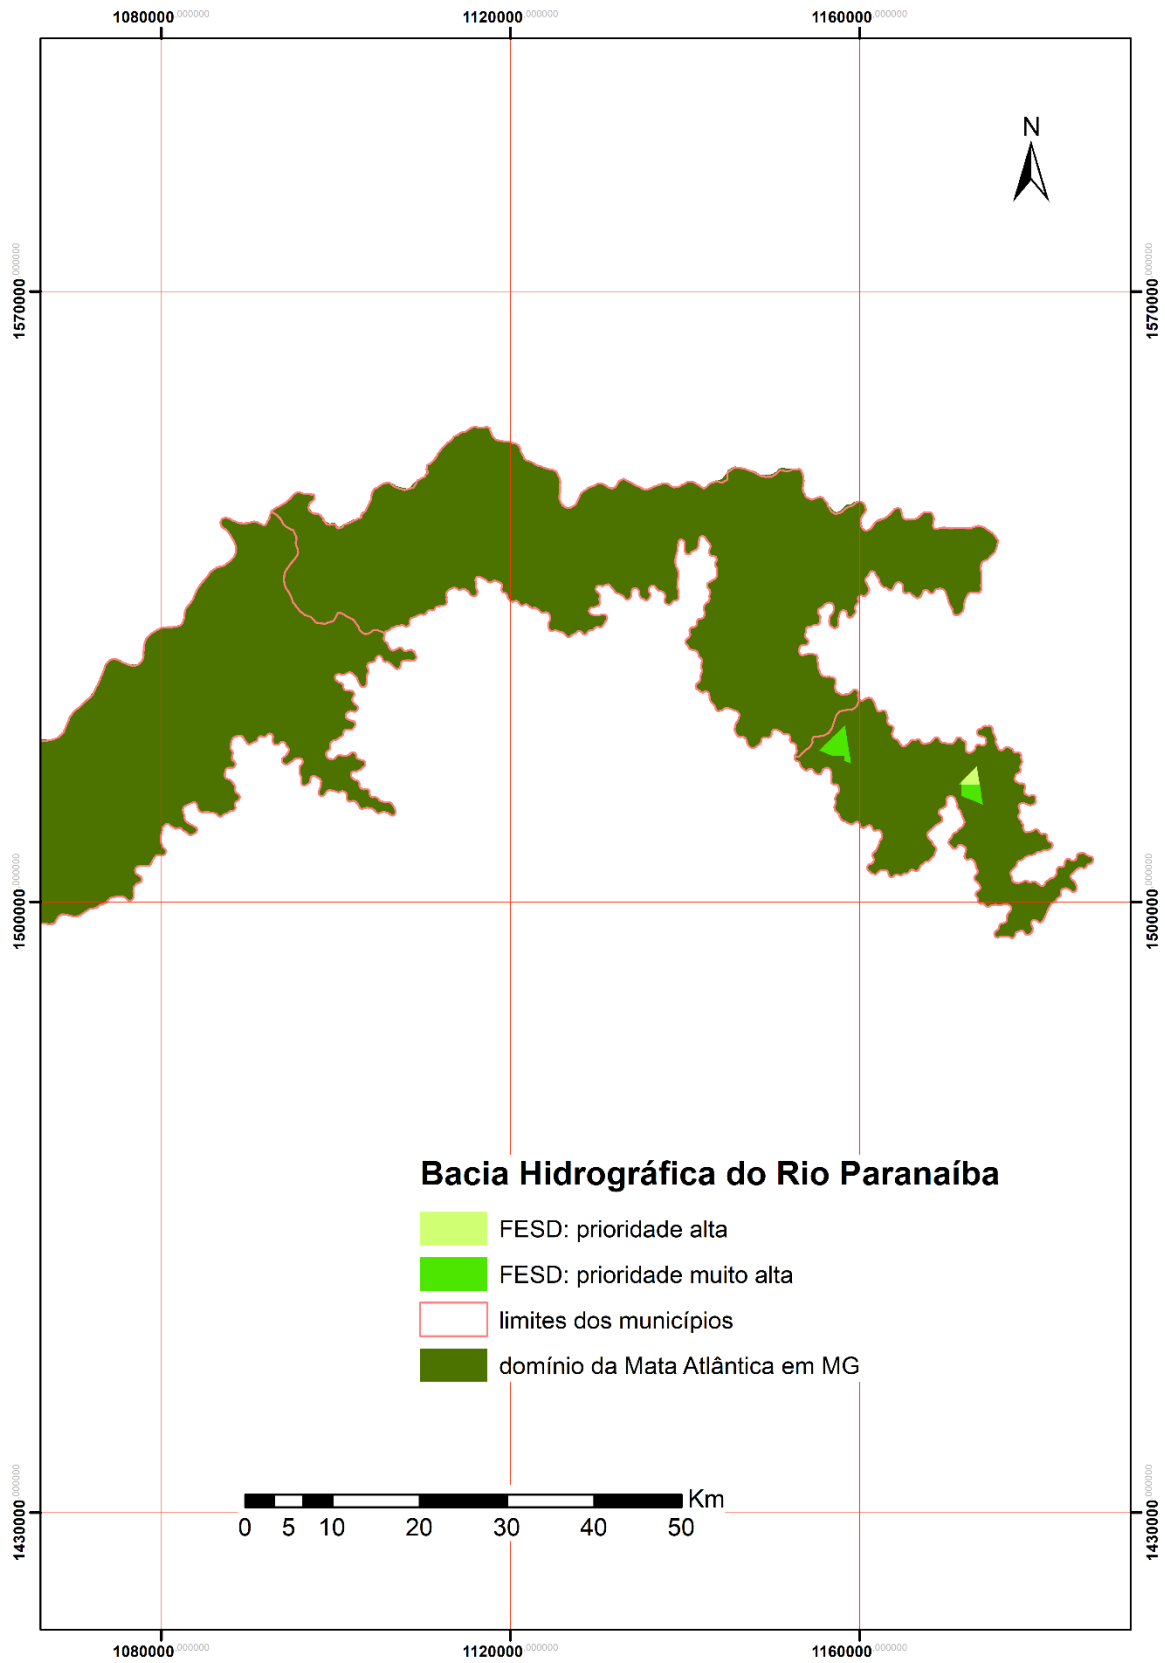 1080000.000000 1120000.000000 1160000.000000
N
1570000.000000 1570000.000000
1500000.000000 1500000.000000
Bacia Hidrográfica do Rio Paranaíba
FESD: prioridade alta
FESD: prioridade muito alta
limites dos municípios
domínio da Mata Atlântica em MG
Km
0 5 10 20 30 40 50
1430000.000000 1430000.000000
1080000.000000 1120000.000000 1160000.000000